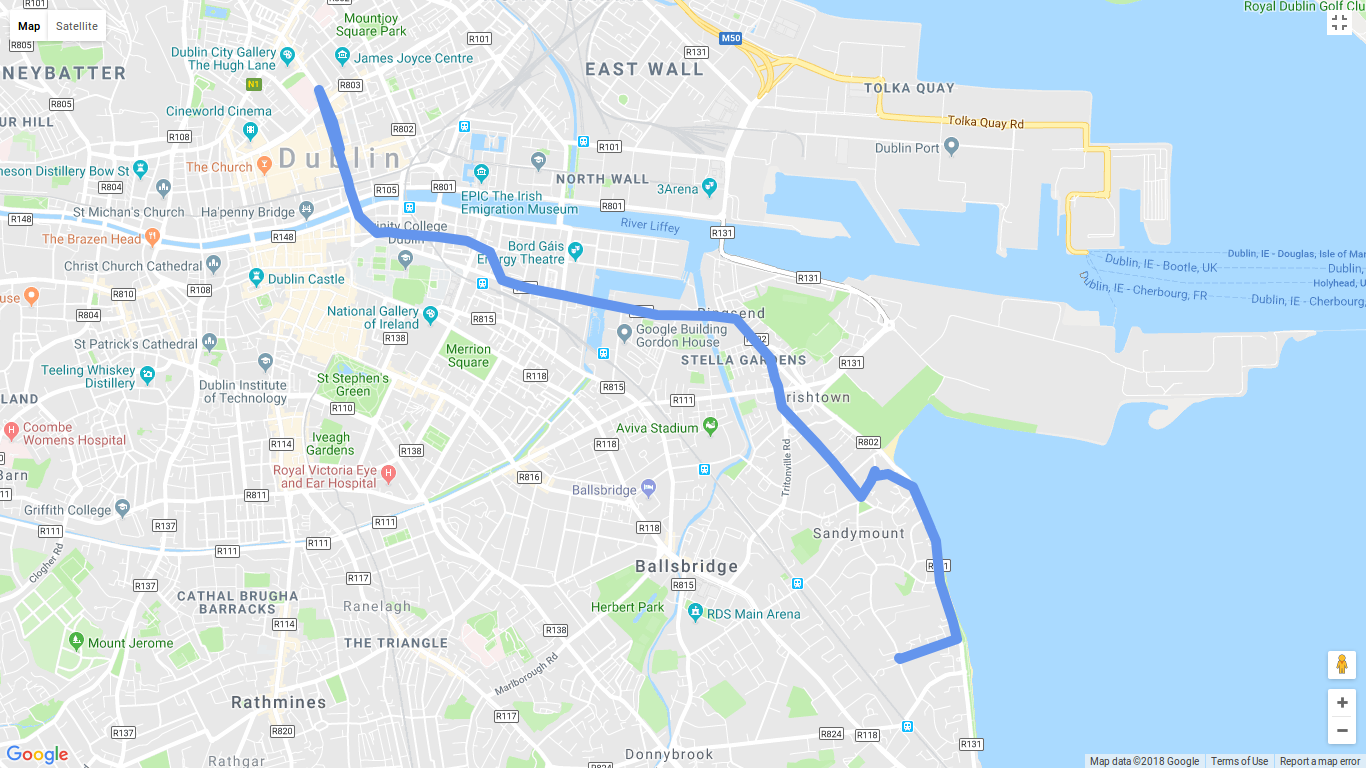 R101
Royal Dublin Golf Clu
Map
Satellite
Mountjoy
Square Park
R805
R101
M50
Dublin City Gallery
The Hugh Lane
James Joyce Centre
R131
EAST WALL
NEYBATTER
N1
R803
TOLKA QUAY
R805
Cineworld Cinema
Tolka Quay Rd
UR HILL
R108
R802
R101
Dublin Port
Dublin
The Church
meson Distillery Bow St
R804
R105
R801
NORTH WALL
3Arena
EPIC The Irish
Emigration Museum
R801
St Michan's Church
Ha'penny Bridge
R148
River Liffey
R131
The Brazen Head
R148
inity College
Dublin
Bord Gáis
Energy Theatre
Dublin, IE - Douglas, Isle of Man
Dublin, IE - Bootle, UK
Dublin,
Christ Church Cathedral
Dublin Castle
R131
Dublin, IE - Cherbourg, FR
Holyhead, U
R810
R108
ouse
Dublin, IE - Cherbourg,
R804
National Gallery
of Ireland
R815
Ringsend
R138
Google Building
Gordon House
St Patrick's Cathedral
Merrion
Square
STELLA GARDENS
R131
Teeling Whiskey
Distillery
Dublin Institute
of Technology
St Stephen's
Green
R118
R815
LAND
R111
rishtown
R110
Coombe
Womens Hospital
Aviva Stadium
Iveagh
Gardens
R114
R118
R802
R138
Barn
Royal Victoria Eye
and Ear Hospital
R816
Tritonville Rd
Ballsbridge
R811
Griffith College
R137
R111
R118
R111
Sandymount
R111
R118
Clogher Rd
Ballsbridge
R137
R117
R815
CATHAL BRUGHA
BARRACKS
Ranelagh
Herbert Park
RDS Main Arena
R114
R138
Mount Jerome
THE TRIANGLE
Marlborough Rd
Rathmines
R117
R137
R820
R824
R118
R131
Donnybrook
Rathgar
R824
Google
Map data ©2018 Google
Terms of Use
Report a map error